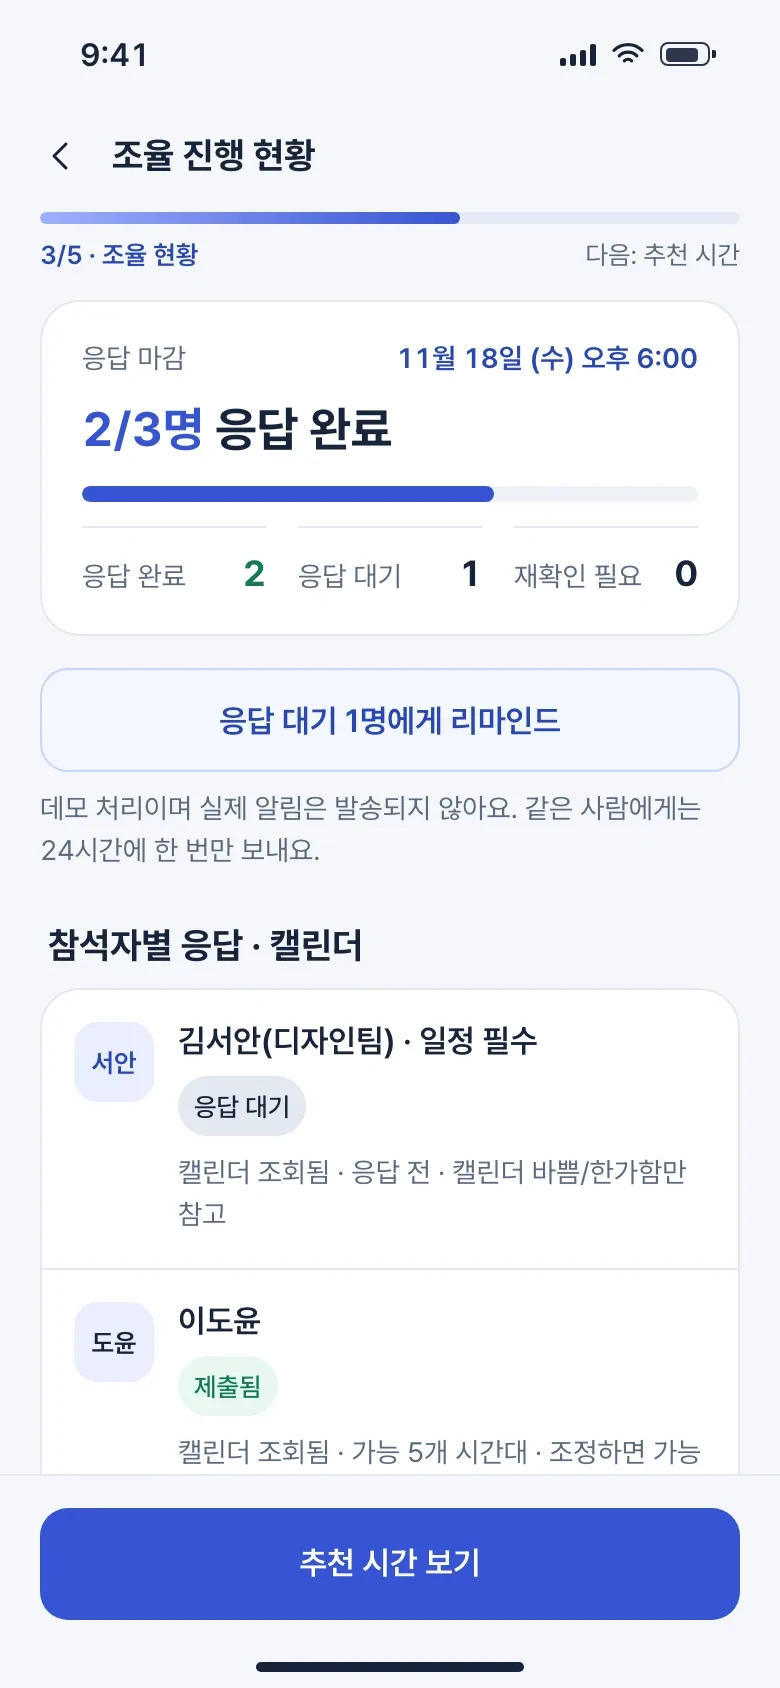 9:41
조율 진행 현황
3/5 · 조율 현황
다음: 추천 시간
응답 마감
11월 18일 (수) 오후 6:00
2/3명 응답 완료
응답 완료 2
응답 대기 1
재확인 필요 0
응답 대기 1명에게 리마인드
데모 처리이며 실제 알림은 발송되지 않아요. 같은 사람에게는
24시간에 한 번만 보내요.
참석자별 응답 · 캘린더
서안
김서안(디자인팀) · 일정 필수
응답 대기
캘린더 조회됨 · 응답 전 · 캘린더 바쁨/한가함만
참고
도윤
이도윤
제출됨
캘린더 조회됨 · 가능 5개 시간대 · 조정하면 가능
추천 시간 보기